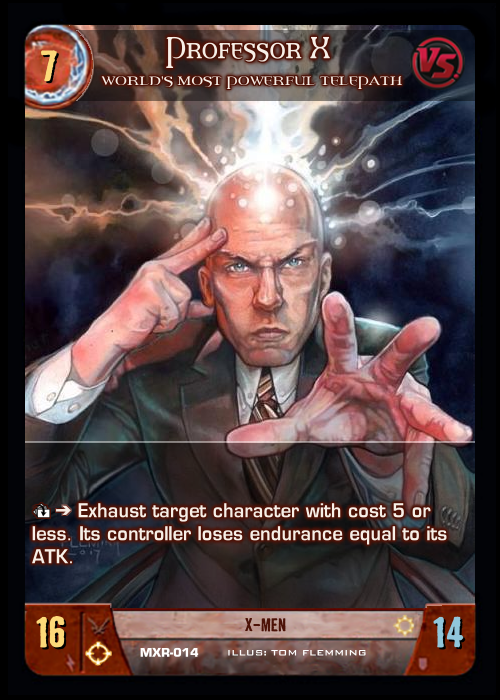 7
PROFESSOR X
WORLD'S MOST POWERFUL TELEPATH
VS.
➔ Exhaust target character with cost 5 or
less. Its controller loses endurance equal to its
ATK.
16
X-MEN
14
MXR-014 ILLUS: TOM FLEMMING